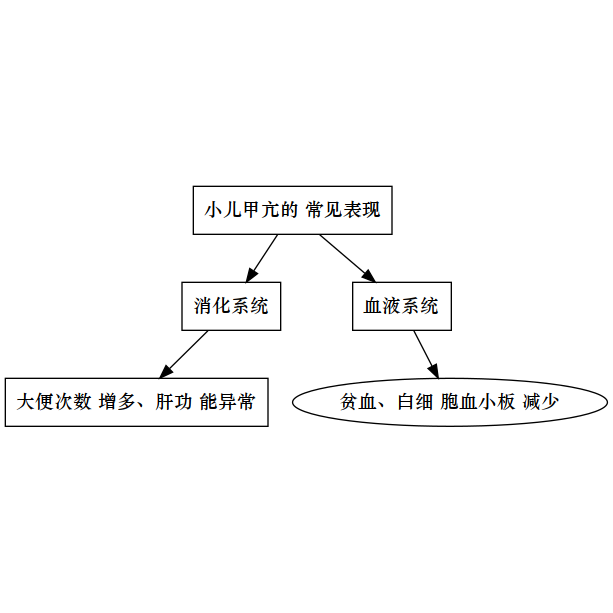 小儿甲亢的 常见表现
消化系统
血液系统
大便次数 增多、肝功 能异常
贫血、白细 胞血小板 减少